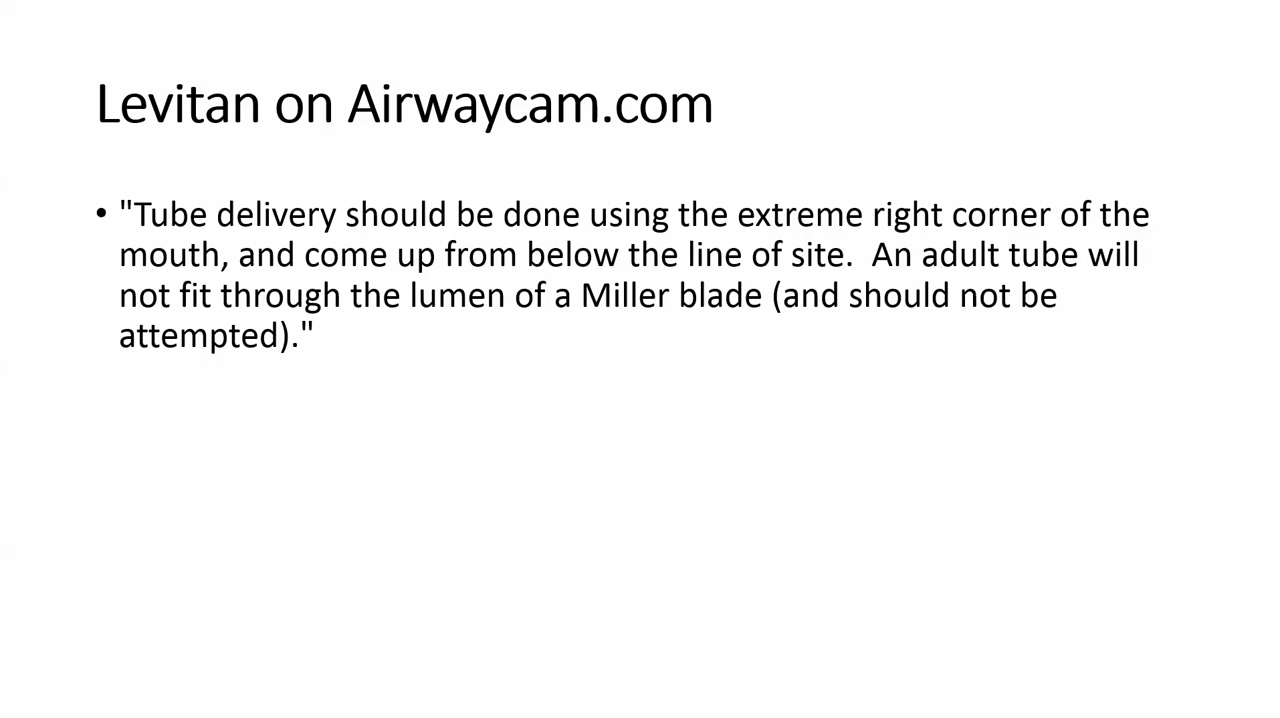 Levitan on Airwaycam.com
• "Tube delivery should be done using the extreme right corner of the
mouth, and come up from below the line of site.  An adult tube will
not fit through the lumen of a Miller blade (and should not be
attempted)."